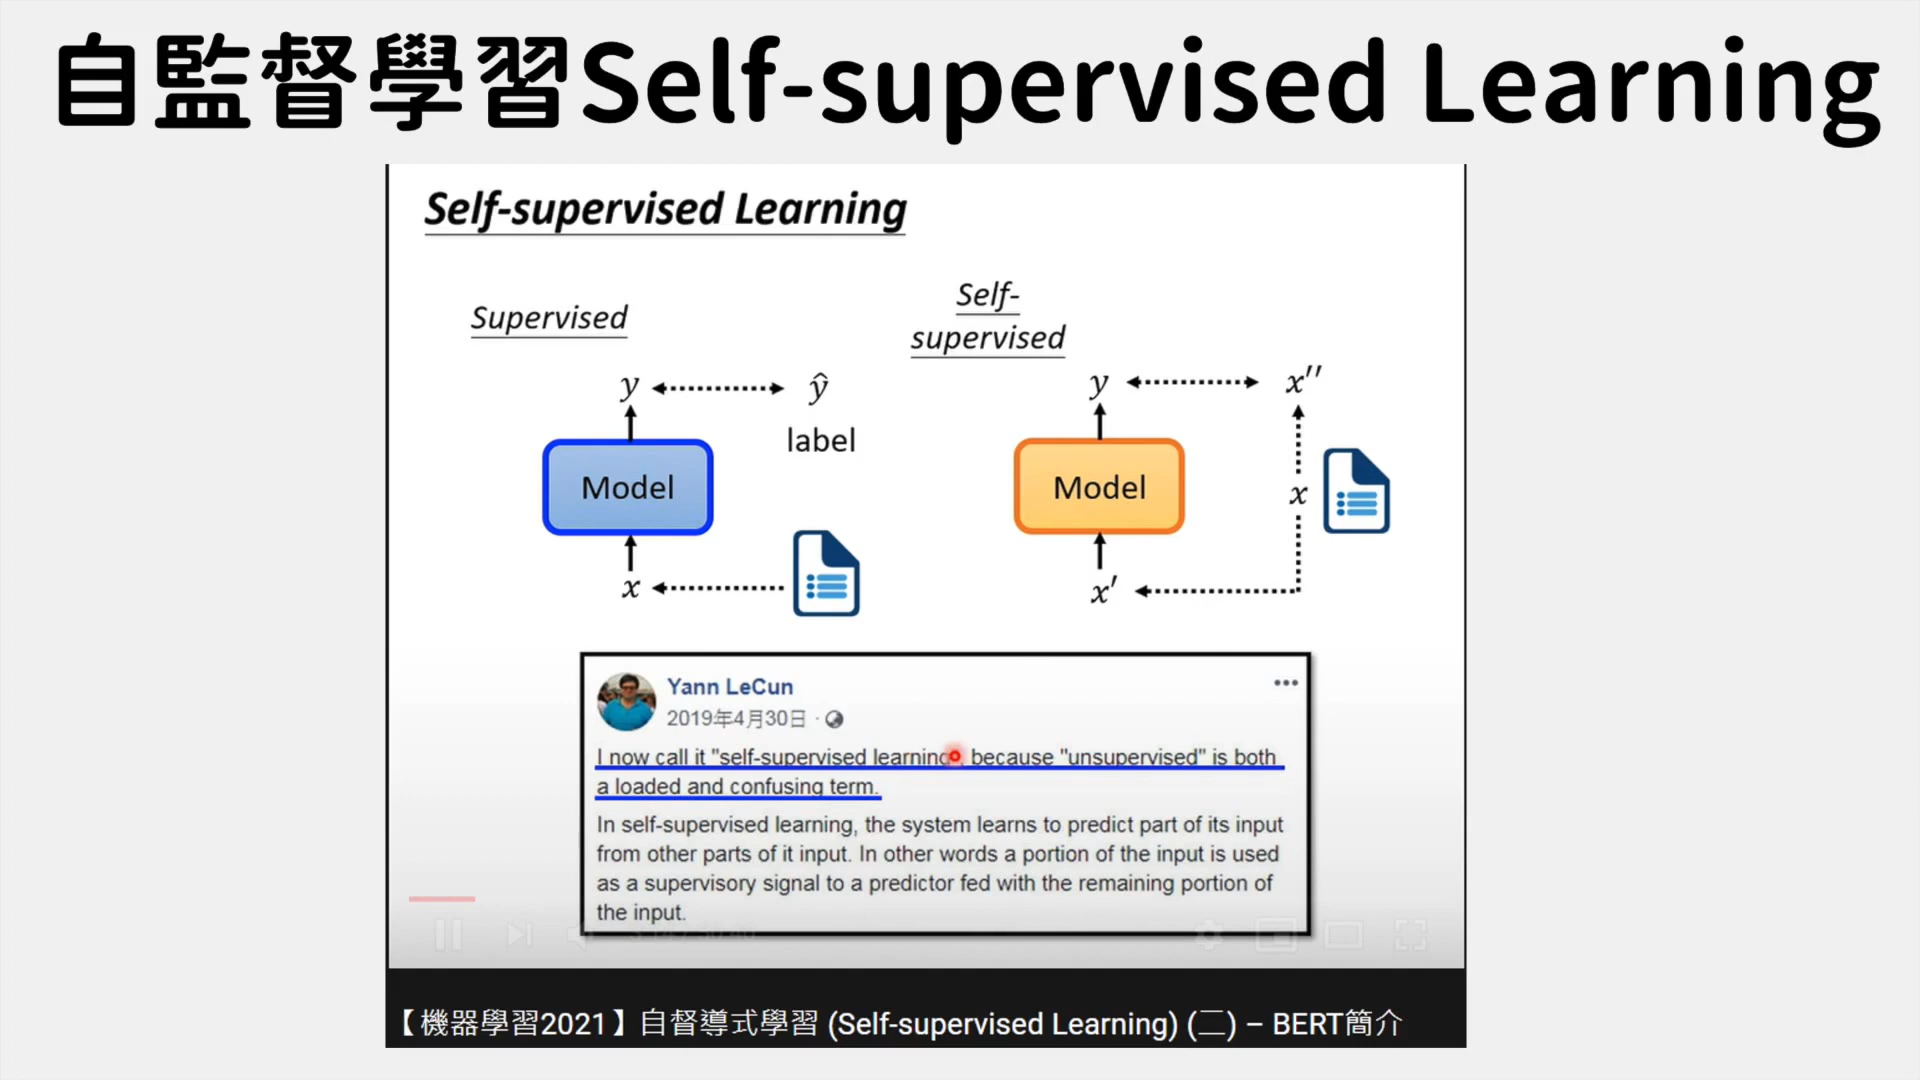 自監督學習Self-supervised Learning
Self-supervised Learning
Supervised
y
ŷ
label
Model
x
Self-
supervised
y
x''
Model
x
x'
Yann LeCun
2019年4月30日 ·
I now call it "self-supervised learning because "unsupervised" is both
a loaded and confusing term.
In self-supervised learning, the system learns to predict part of its input
from other parts of it input. In other words a portion of the input is used
as a supervisory signal to a predictor fed with the remaining portion of
the input.
【機器學習2021】自督導式學習 (Self-supervised Learning) (二) – BERT簡介